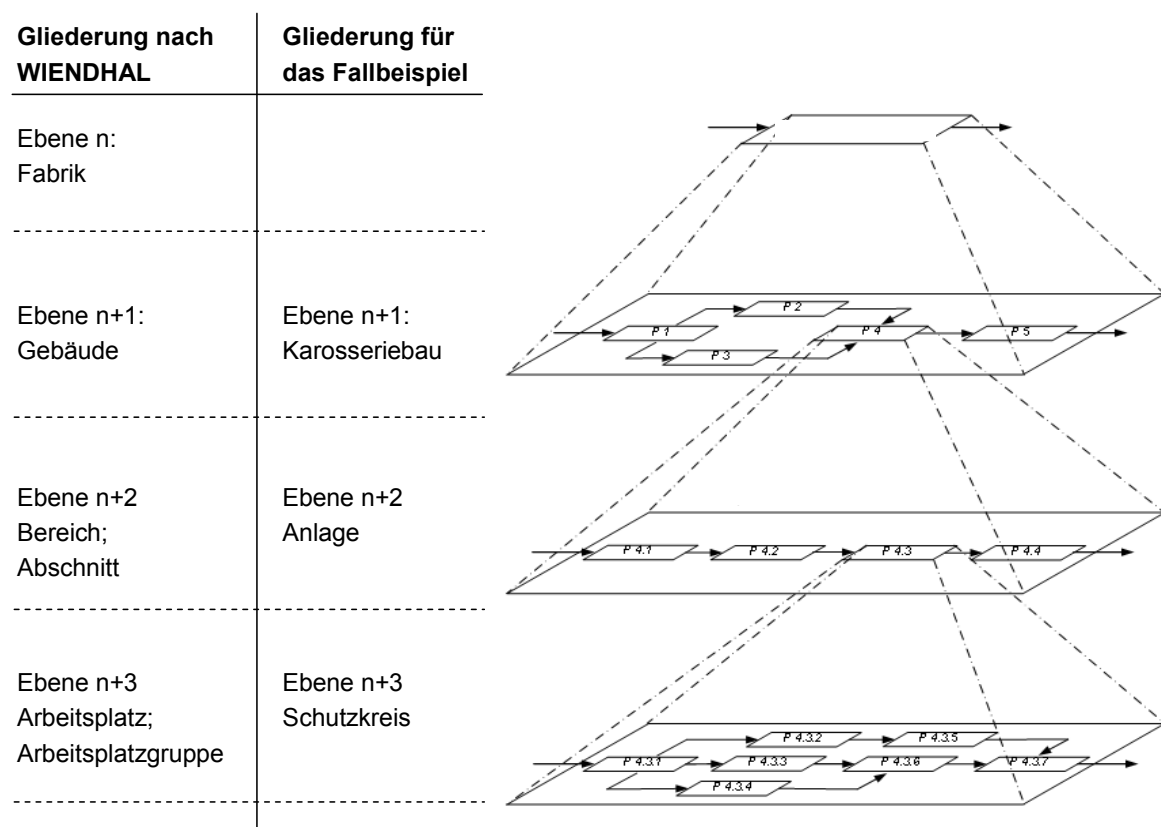 Gliederung nach
WIENDHAL
Gliederung für
das Fallbeispiel
Ebene n:
Fabrik
Ebene n+1:
Gebäude
Ebene n+1:
Karosseriebau
P 1
P 2
P 3
P 4
P 5
Ebene n+2
Bereich;
Abschnitt
Ebene n+2
Anlage
P 4.1
P 4.2
P 4.3
P 4.4
Ebene n+3
Arbeitsplatz;
Arbeitsplatzgruppe
Ebene n+3
Schutzkreis
P 4.3.1
P 4.3.2
P 4.3.3
P 4.3.4
P 4.3.5
P 4.3.6
P 4.3.7